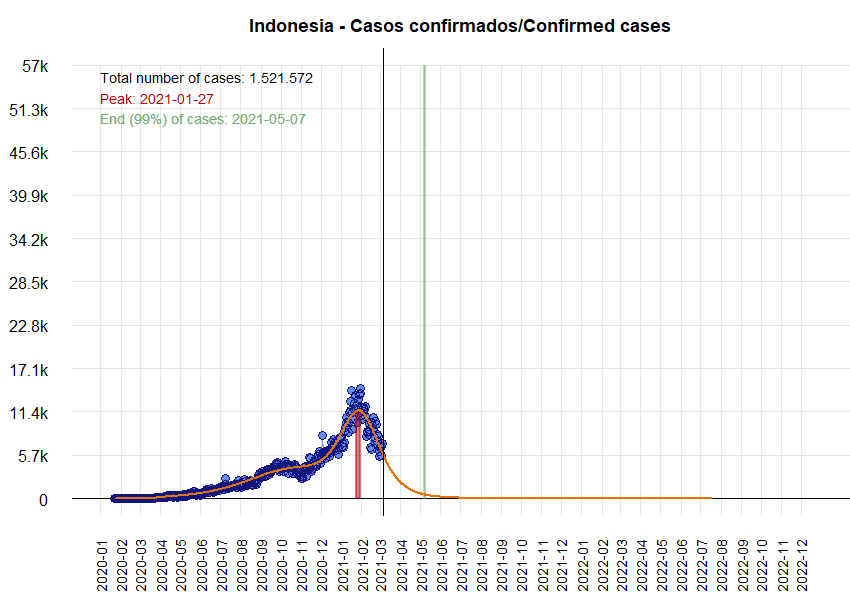 Indonesia - Casos confirmados/Confirmed cases
57k
Total number of cases: 1.521.572
Peak: 2021-01-27
End (99%) of cases: 2021-05-07
51.3k
45.6k
39.9k
34.2k
28.5k
22.8k
17.1k
11.4k
5.7k
0
2020-01
2020-02
2020-03
2020-04
2020-05
2020-06
2020-07
2020-08
2020-09
2020-10
2020-11
2020-12
2021-01
2021-02
2021-03
2021-04
2021-05
2021-06
2021-07
2021-08
2021-09
2021-10
2021-11
2021-12
2022-01
2022-02
2022-03
2022-04
2022-05
2022-06
2022-07
2022-08
2022-09
2022-10
2022-11
2022-12